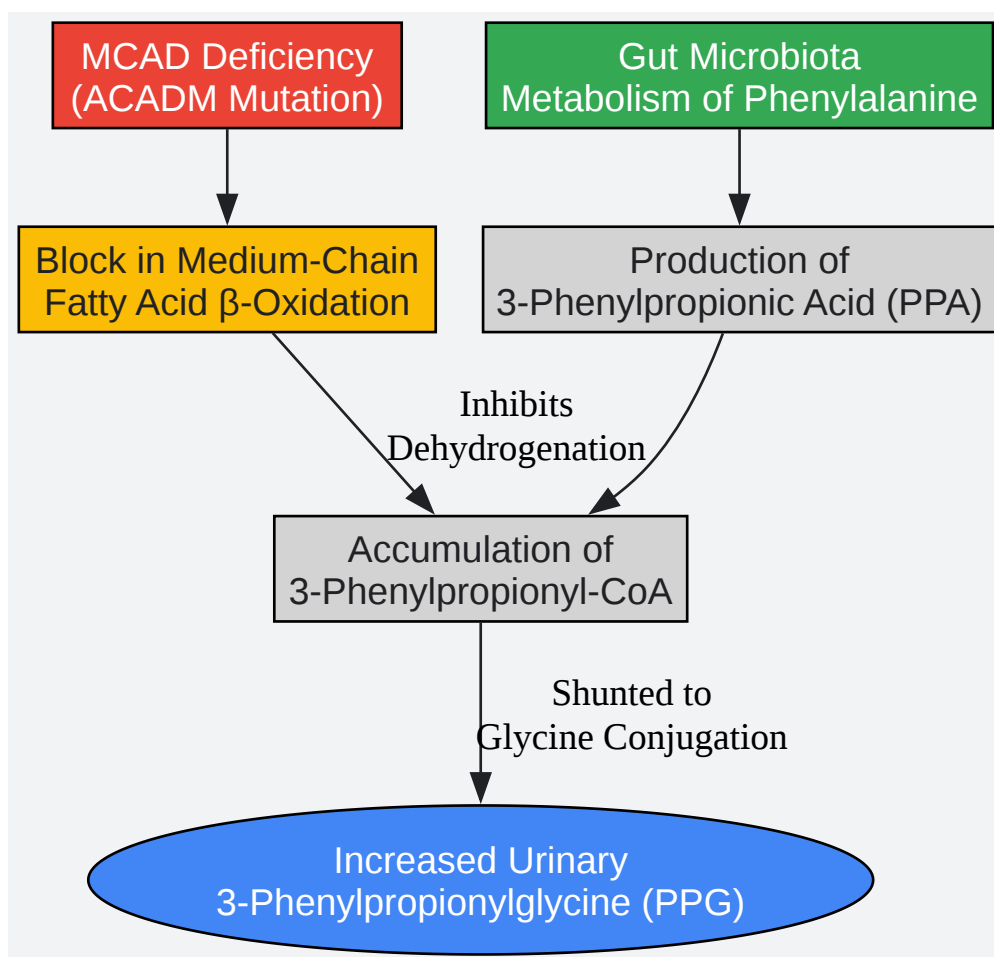 MCAD Deficiency
(ACADM Mutation)
Gut Microbiota
Metabolism of Phenylalanine
Block in Medium-Chain
Fatty Acid β-Oxidation
Production of
3-Phenylpropionic Acid (PPA)
Inhibits
Dehydrogenation
Accumulation of
3-Phenylpropionyl-CoA
Shunted to
Glycine Conjugation
Increased Urinary
3-Phenylpropionylglycine (PPG)